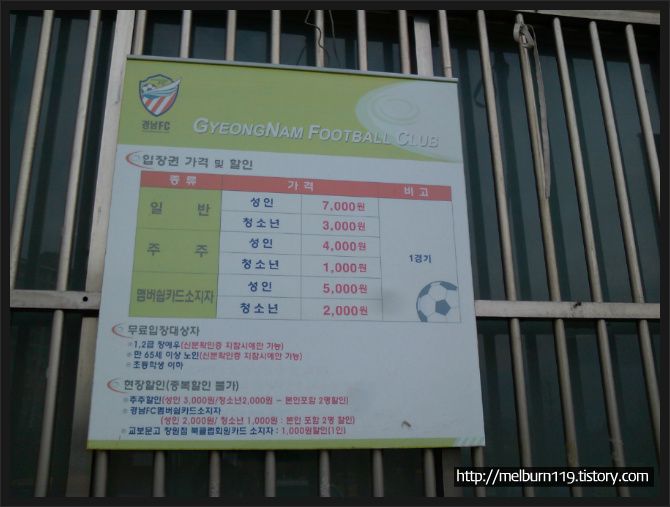 경남FC
GYEONGNAM FOOTBALL CLUB
입장권 가격 및 할인
종류 가격 비고
일반 성인 7,000원 1경기
청소년 3,000원
주주 성인 4,000원
청소년 1,000원
멤버쉽카드소지자 성인 5,000원
청소년 2,000원
무료입장대상자
1,2급 장애우(신분확인증 지참시에만 가능)
만 65세 이상 노인(신분확인증 지참시에만 가능)
초등학생 이하
현장할인(중복할인 불가)
주주할인(성인 3,000원/청소년2,000원 - 본인포함 2명할인)
경남FC멤버쉽카드소지자
(성인 2,000원/ 청소년 1,000원 : 본인 포함 2명 할인)
교보문고 창원점 북클럽회원카드 소지자 : 1,000원할인(1인)
http://melburn119.tistory.com